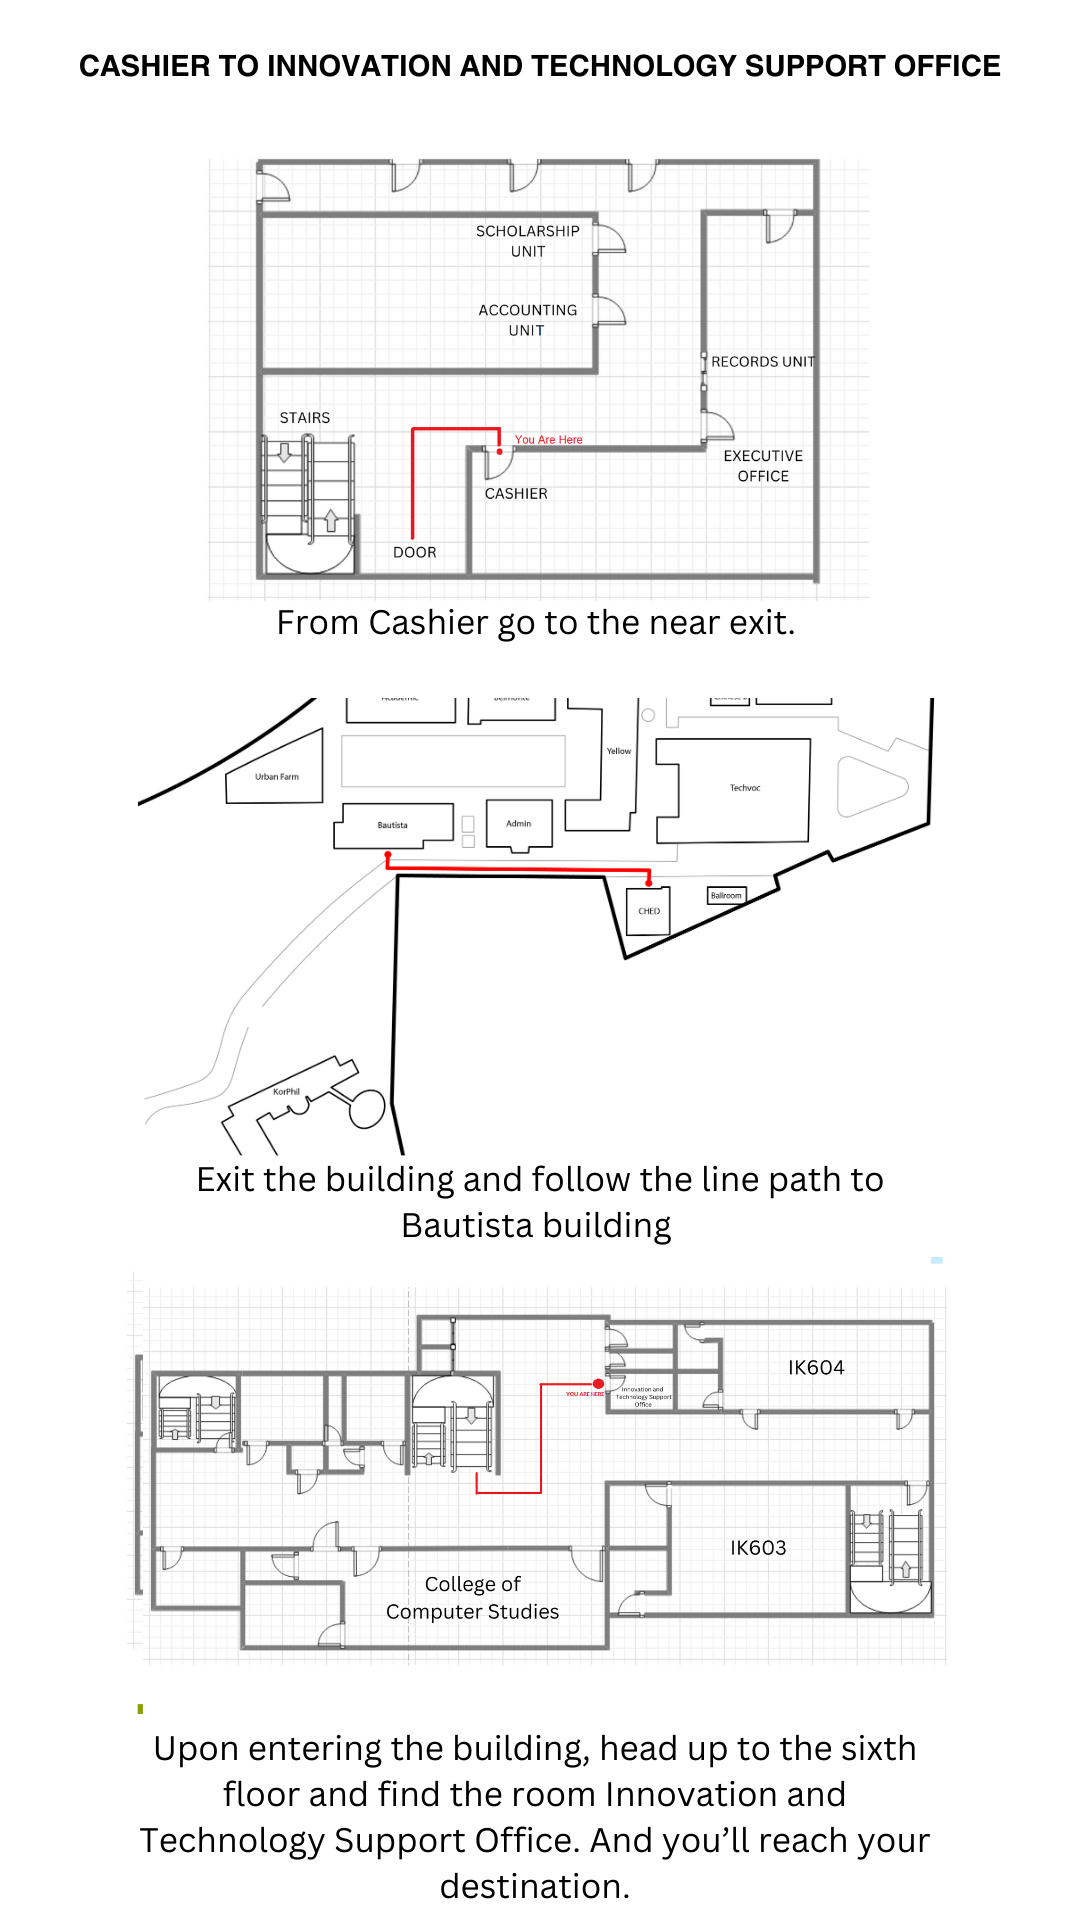 CASHIER TO INNOVATION AND TECHNOLOGY SUPPORT OFFICE
SCHOLARSHIP
UNIT
ACCOUNTING
UNIT
RECORDS UNIT
STAIRS
You Are Here
EXECUTIVE
OFFICE
CASHIER
DOOR
From Cashier go to the near exit.
Academic
Belmonte
Yellow
Urban Farm
Techvoc
Bautista
Admin
Ballroom
CHED
KorPhil
Exit the building and follow the line path to
Bautista building
IK604
YOU ARE HERE
Innovation and
Technology Support
Office
IK603
College of
Computer Studies
Upon entering the building, head up to the sixth
floor and find the room Innovation and
Technology Support Office. And you’ll reach your
destination.